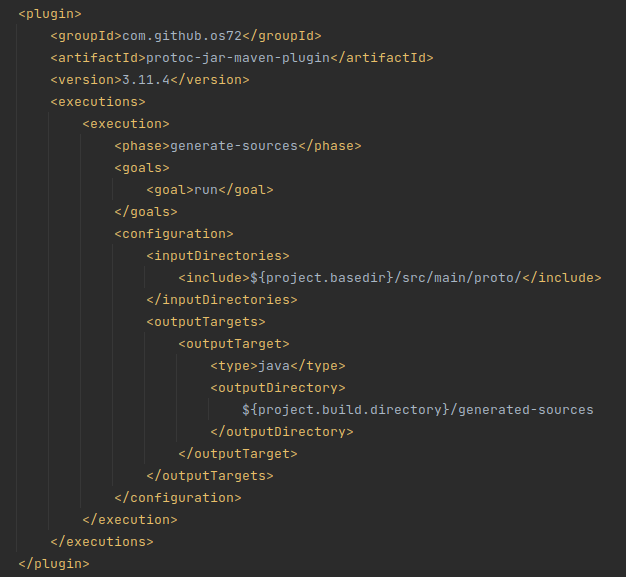 <plugin>
<groupId>com.github.os72</groupId>
<artifactId>protoc-jar-maven-plugin</artifactId>
<version>3.11.4</version>
<executions>
<execution>
<phase>generate-sources</phase>
<goals>
<goal>run</goal>
</goals>
<configuration>
<inputDirectories>
<include>${project.basedir}/src/main/proto/</include>
</inputDirectories>
<outputTargets>
<outputTarget>
<type>java</type>
<outputDirectory>
${project.build.directory}/generated-sources
</outputDirectory>
</outputTarget>
</outputTargets>
</configuration>
</execution>
</executions>
</plugin>